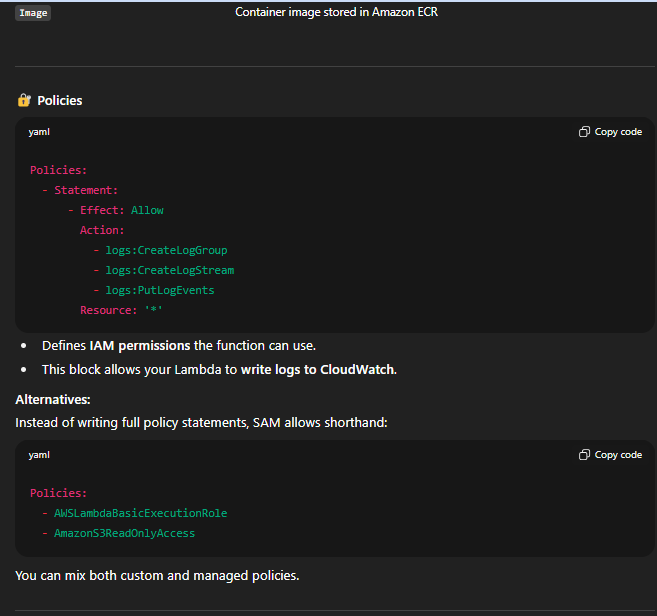 Image Container image stored in Amazon ECR
🔐 Policies
yaml Copy code
Policies:
- Statement:
- Effect: Allow
Action:
- logs:CreateLogGroup
- logs:CreateLogStream
- logs:PutLogEvents
Resource: '*'
• Defines IAM permissions the function can use.
• This block allows your Lambda to write logs to CloudWatch.
Alternatives:
Instead of writing full policy statements, SAM allows shorthand:
yaml Copy code
Policies:
- AWSLambdaBasicExecutionRole
- AmazonS3ReadOnlyAccess
You can mix both custom and managed policies.